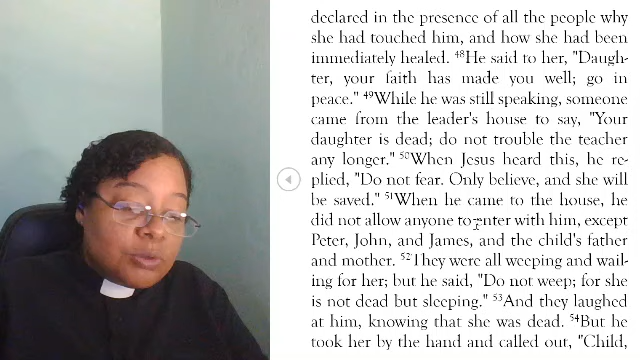 declared in the presence of all the people why
she had touched him, and how she had been
immediately healed. 48He said to her, "Daugh-
ter, your faith has made you well; go in
peace." 49While he was still speaking, someone
came from the leader's house to say, "Your
daughter is dead; do not trouble the teacher
any longer." 50When Jesus heard this, he re-
plied, "Do not fear. Only believe, and she will
be saved." 51When he came to the house, he
did not allow anyone to enter with him, except
Peter, John, and James, and the child's father
and mother. 52They were all weeping and wail-
ing for her; but he said, "Do not weep; for she
is not dead but sleeping." 53And they laughed
at him, knowing that she was dead. 54But he
took her by the hand and called out, "Child,